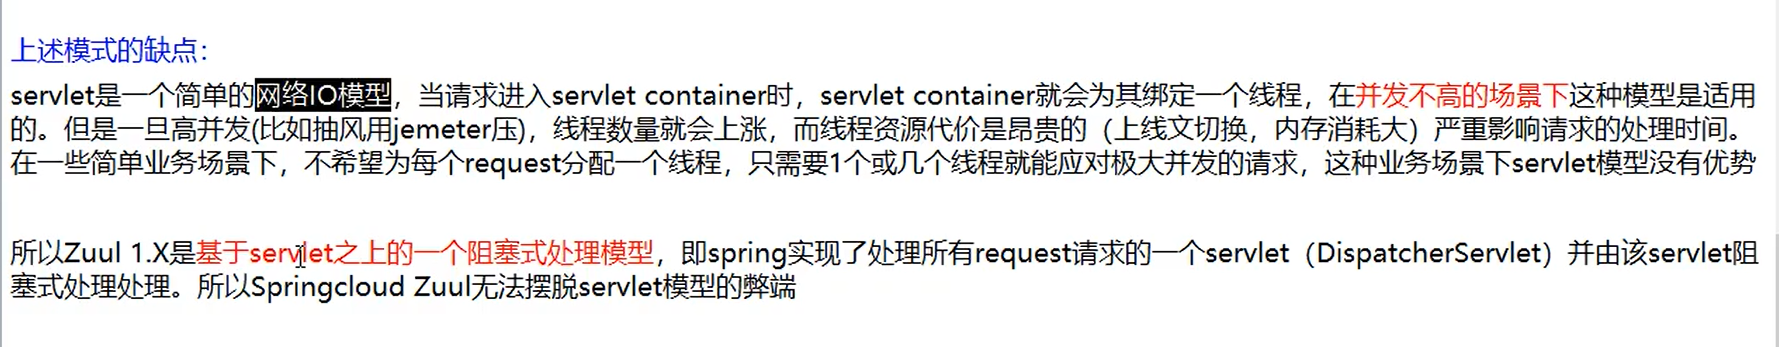 上述模式的缺点：
servlet是一个简单的网络IO模型，当请求进入servlet container时，servlet container就会为其绑定一个线程，在并发不高的场景下这种模型是适用
的。但是一旦高并发(比如抽风用jemeter压)，线程数量就会上涨，而线程资源代价是昂贵的（上线文切换，内存消耗大）严重影响请求的处理时间。
在一些简单业务场景下，不希望为每个request分配一个线程，只需要1个或几个线程就能应对极大并发的请求，这种业务场景下servlet模型没有优势
所以Zuul 1.X是基于servlet之上的一个阻塞式处理模型，即spring实现了处理所有request请求的一个servlet（DispatcherServlet）并由该servlet阻
塞式处理处理。所以Springcloud Zuul无法摆脱servlet模型的弊端